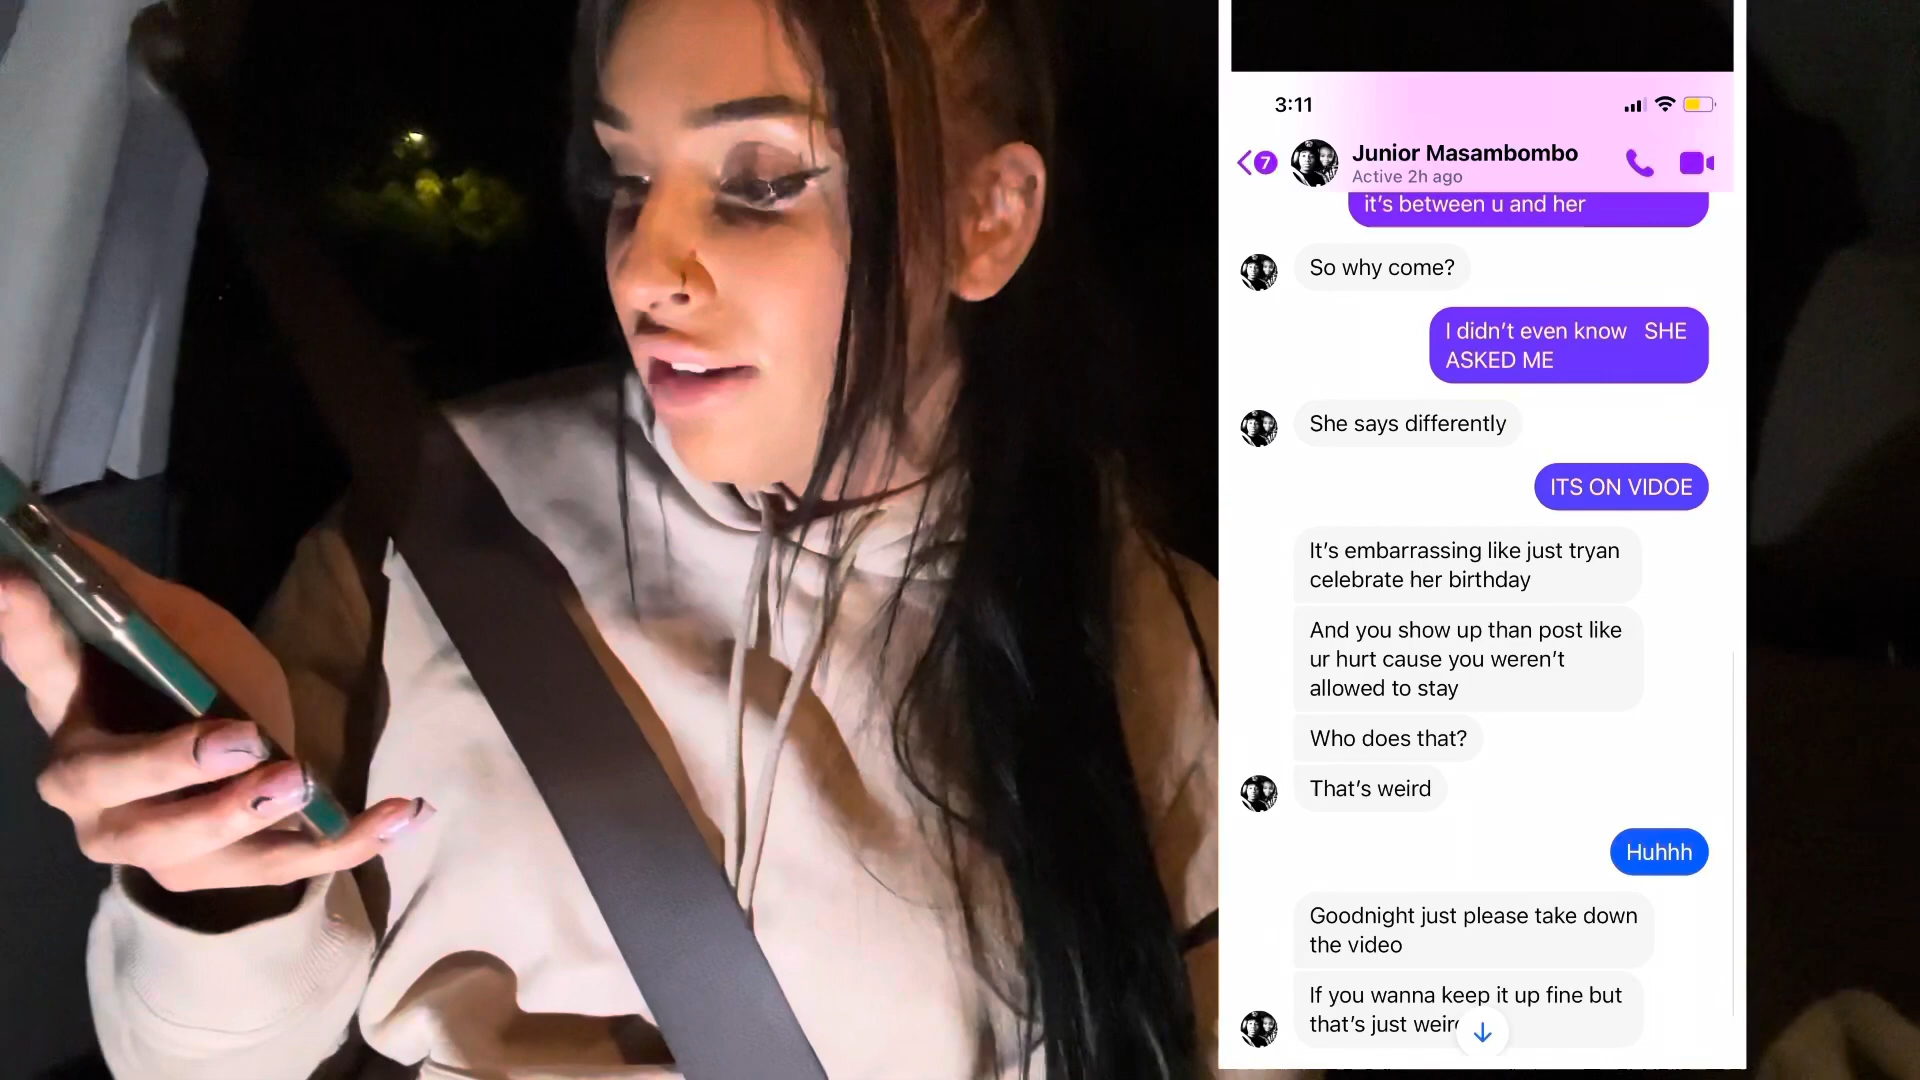 3:11
7
Junior Masambombo
Active 2h ago
it's between u and her
So why come?
I didn't even know SHE
ASKED ME
She says differently
ITS ON VIDOE
It's embarrassing like just tryan
celebrate her birthday
And you show up than post like
ur hurt cause you weren't
allowed to stay
Who does that?
That's weird
Huhhh
Goodnight just please take down
the video
If you wanna keep it up fine but
that's just weird